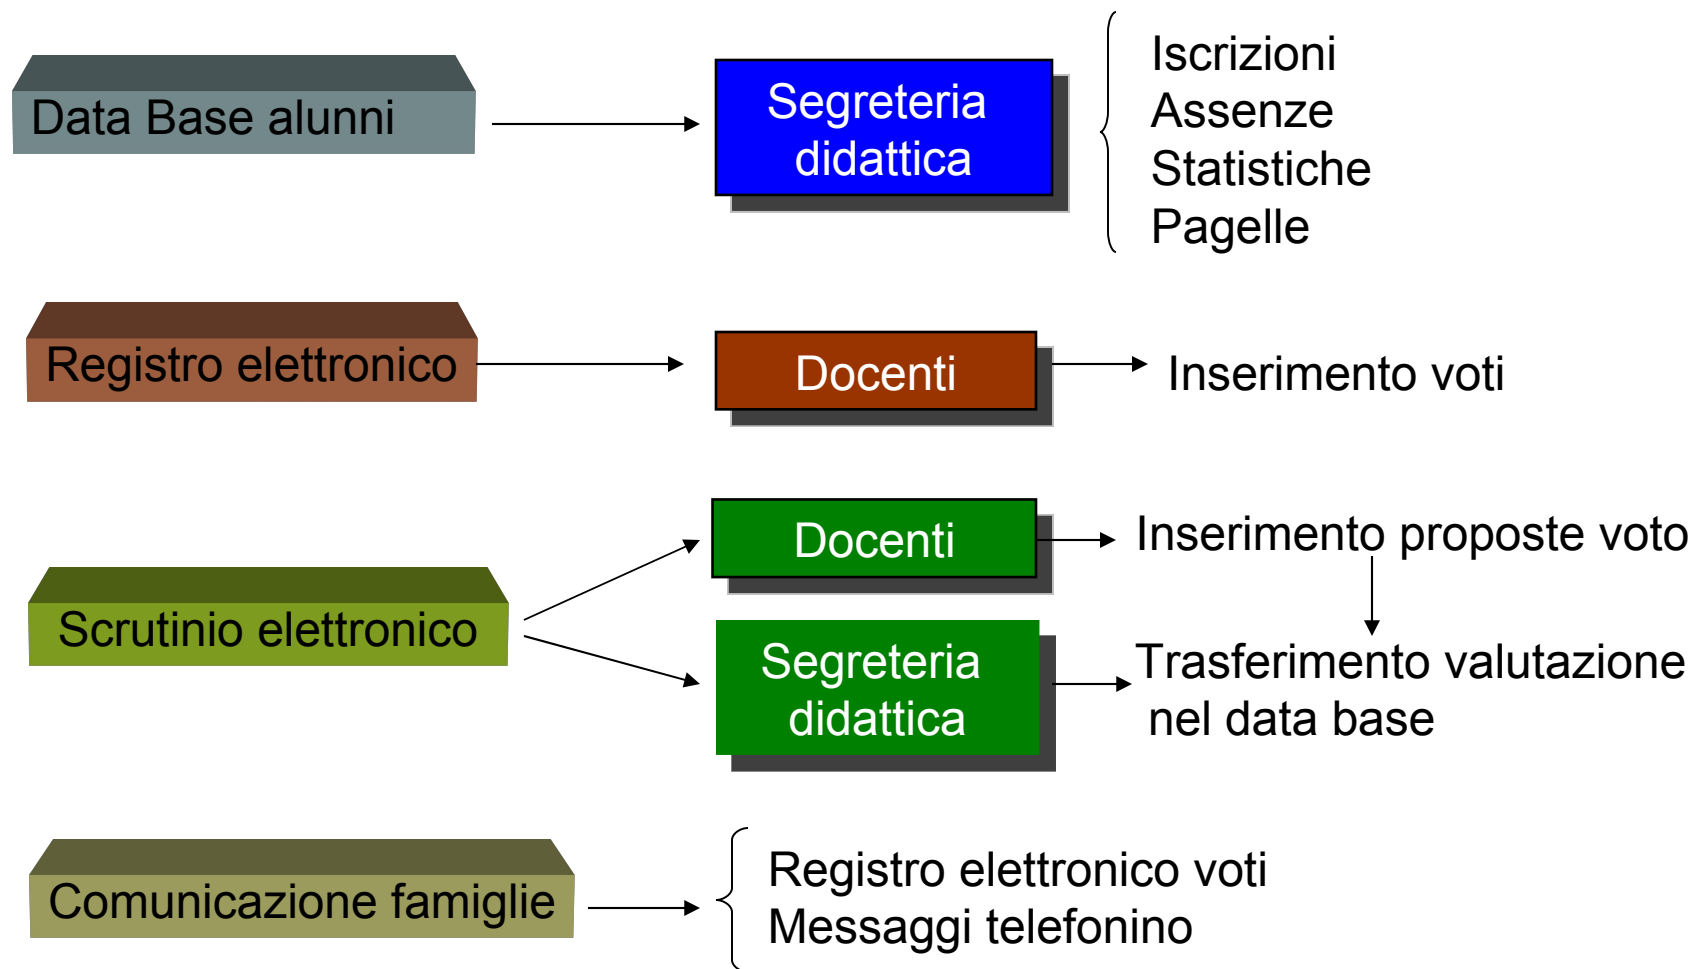 Data Base alunni
Segreteria
didattica
Iscrizioni
Assenze
Statistiche
Pagelle
Registro elettronico
Docenti
Inserimento voti
Scrutinio elettronico
Docenti
Inserimento proposte voto
Segreteria
didattica
Trasferimento valutazione
nel data base
Comunicazione famiglie
Registro elettronico voti
Messaggi telefonino